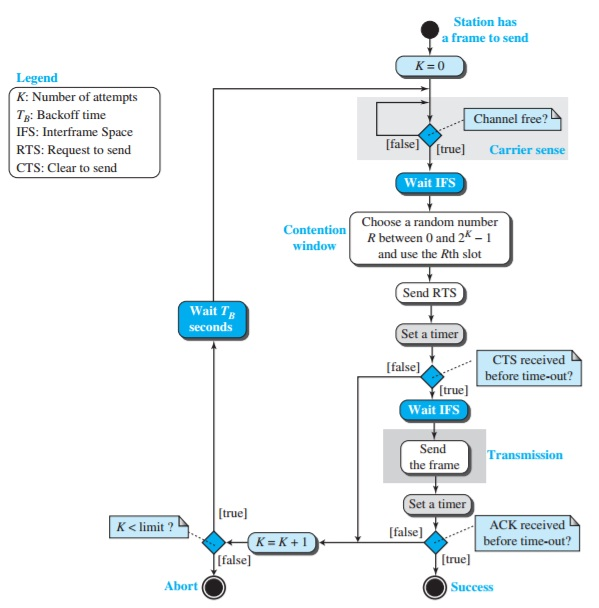 Station has
a frame to send
K = 0
Legend
K: Number of attempts
T_B: Backoff time
IFS: Interframe Space
RTS: Request to send
CTS: Clear to send
Channel free?
[false]
[true]
Carrier sense
Wait IFS
Contention
window
Choose a random number
R between 0 and 2^K − 1
and use the Rth slot
Send RTS
Wait T_B
seconds
Set a timer
[false]
CTS received
before time-out?
[true]
Wait IFS
Send
the frame
Transmission
Set a timer
[true]
K < limit ?
K = K + 1
[false]
ACK received
before time-out?
[false]
[true]
Abort
Success